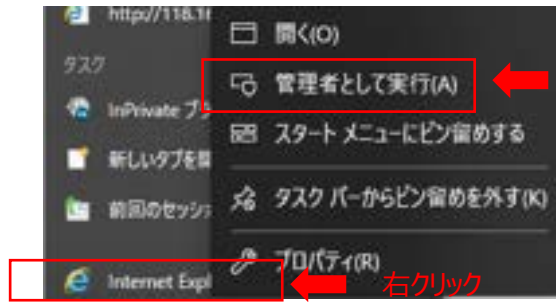 http://118.1
タスク
InPrivate ブ
新しいタブを開
前回のセッショ
Internet Expl
開く(O)
管理者として実行(A)
スタート メニューにピン留めする
タスク バーからピン留めを外す(K)
プロパティ(R)
右クリック